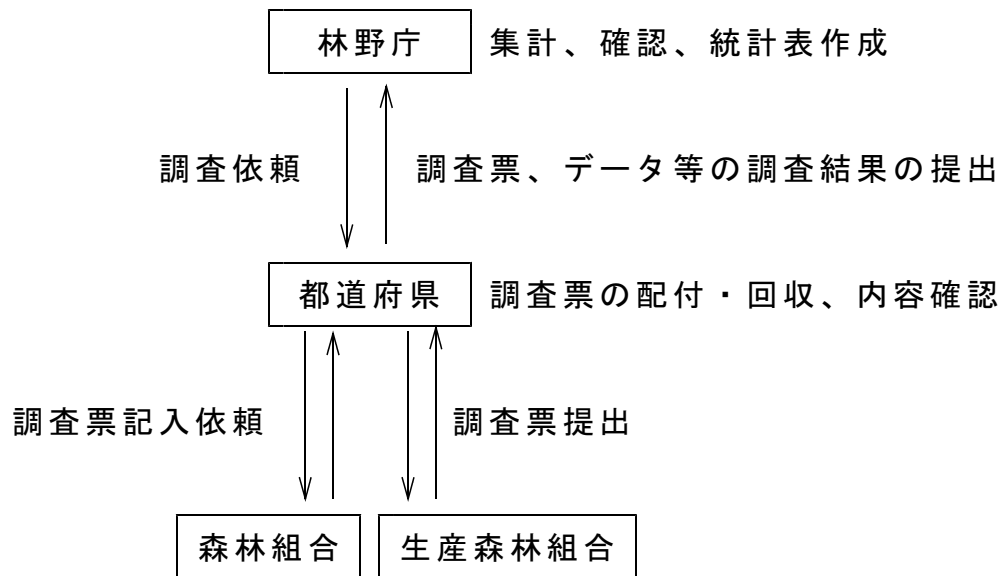 林野庁 集計、確認、統計表作成
調査依頼 調査票、データ等の調査結果の提出
都道府県 調査票の配付・回収、内容確認
調査票記入依頼 調査票提出
森林組合 生産森林組合